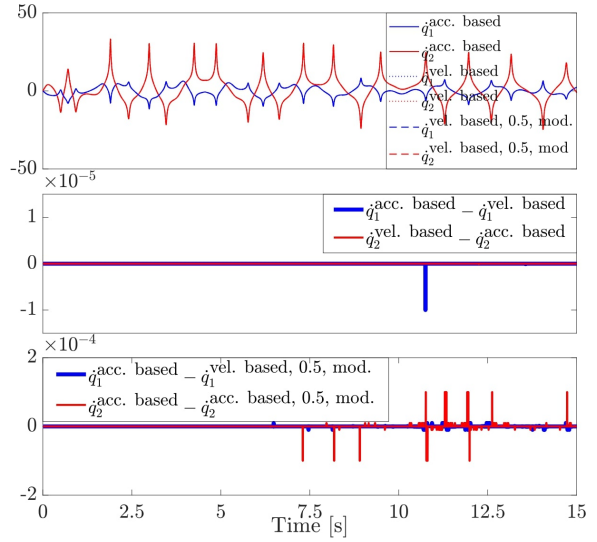 50
0
-50
q̇₁^acc. based
q̇₂^acc. based
q̇₁^vel. based
q̇₂^vel. based
q̇₁^vel. based, 0.5, mod.
q̇₂^vel. based, 0.5, mod
×10⁻⁵
1
0
-1
q̇₁^acc. based − q̇₁^vel. based
q̇₂^vel. based − q̇₂^acc. based
×10⁻⁴
2
0
-2
q̇₁^acc. based − q̇₁^vel. based, 0.5, mod.
q̇₂^acc. based − q̇₂^acc. based, 0.5, mod.
0 2.5 5 7.5 10 12.5 15
Time [s]